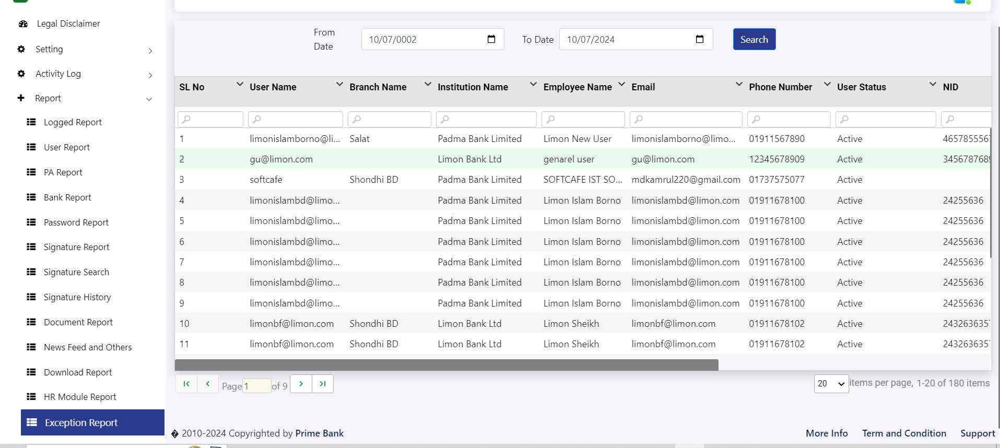 Legal Disclaimer
Setting
Activity Log
Report
Logged Report
User Report
PA Report
Bank Report
Password Report
Signature Report
Signature Search
Signature History
Document Report
News Feed and Others
Download Report
HR Module Report
Exception Report
From
Date
10/07/0002
To Date
10/07/2024
Search
SL No User Name Branch Name Institution Name Employee Name Email Phone Number User Status NID
1 limonislamborno@li... Salat Padma Bank Limited Limon New User limonislamborno@limo... 01911567890 Active 465785556
2 gu@limon.com Limon Bank Ltd genarel user gu@limon.com 12345678909 Active 345678768
3 softcafe Shondhi BD Padma Bank Limited SOFTCAFE IST SO... mdkamrul220@gmail.com 01737575077 Active
4 limonislambd@limo... Padma Bank Limited Limon Islam Borno limonislambd@limon.com 01911678100 Active 24255636
5 limonislambd@limo... Padma Bank Limited Limon Islam Borno limonislambd@limon.com 01911678100 Active 24255636
6 limonislambd@limo... Padma Bank Limited Limon Islam Borno limonislambd@limon.com 01911678100 Active 24255636
7 limonislambd@limo... Padma Bank Limited Limon Islam Borno limonislambd@limon.com 01911678100 Active 24255636
8 limonislambd@limo... Padma Bank Limited Limon Islam Borno limonislambd@limon.com 01911678100 Active 24255636
9 limonislambd@limo... Padma Bank Limited Limon Islam Borno limonislambd@limon.com 01911678100 Active 24255636
10 limonbf@limon.com Shondhi BD Limon Bank Ltd Limon Sheikh limonbf@limon.com 01911678102 Active 243263635
11 limonbf@limon.com Shondhi BD Limon Bank Ltd Limon Sheikh limonbf@limon.com 01911678102 Active 243263635
Page 1 of 9
20 items per page, 1-20 of 180 items
� 2010-2024 Copyrighted by Prime Bank
More Info Term and Condition Support